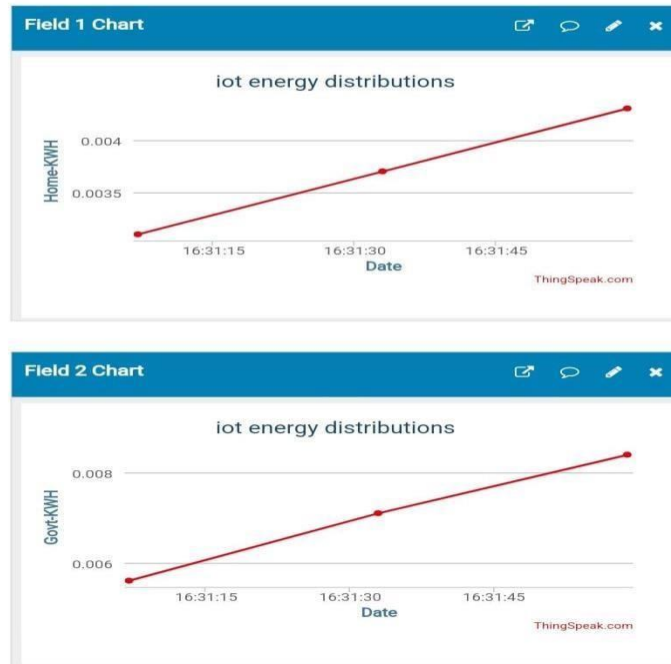 Field 1 Chart
iot energy distributions
Home-KWH
0.004
0.0035
16:31:15 16:31:30 16:31:45
Date
ThingSpeak.com
Field 2 Chart
iot energy distributions
Govt-KWH
0.008
0.006
16:31:15 16:31:30 16:31:45
Date
ThingSpeak.com